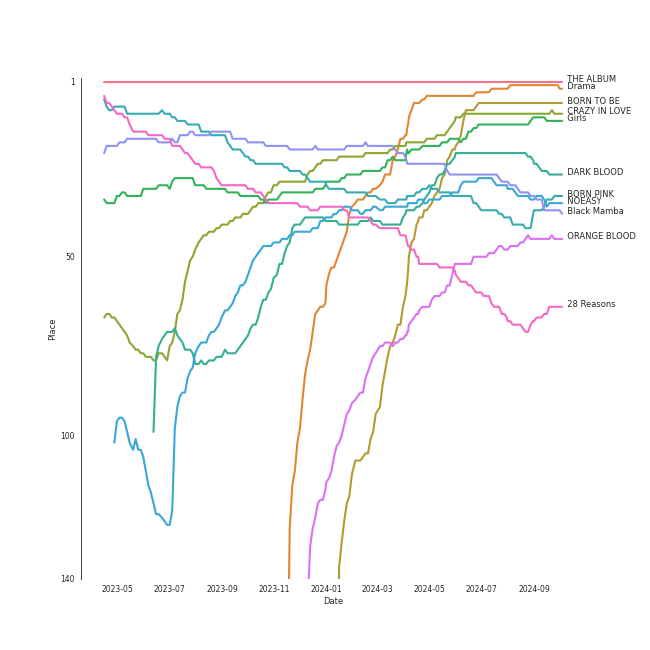 1
50
100
140
Place
2023-05
2023-07
2023-09
2023-11
2024-01
2024-03
2024-05
2024-07
2024-09
Date
THE ALBUM
Drama
BORN TO BE
CRAZY IN LOVE
Girls
DARK BLOOD
BORN PINK
NOEASY
Black Mamba
ORANGE BLOOD
28 Reasons